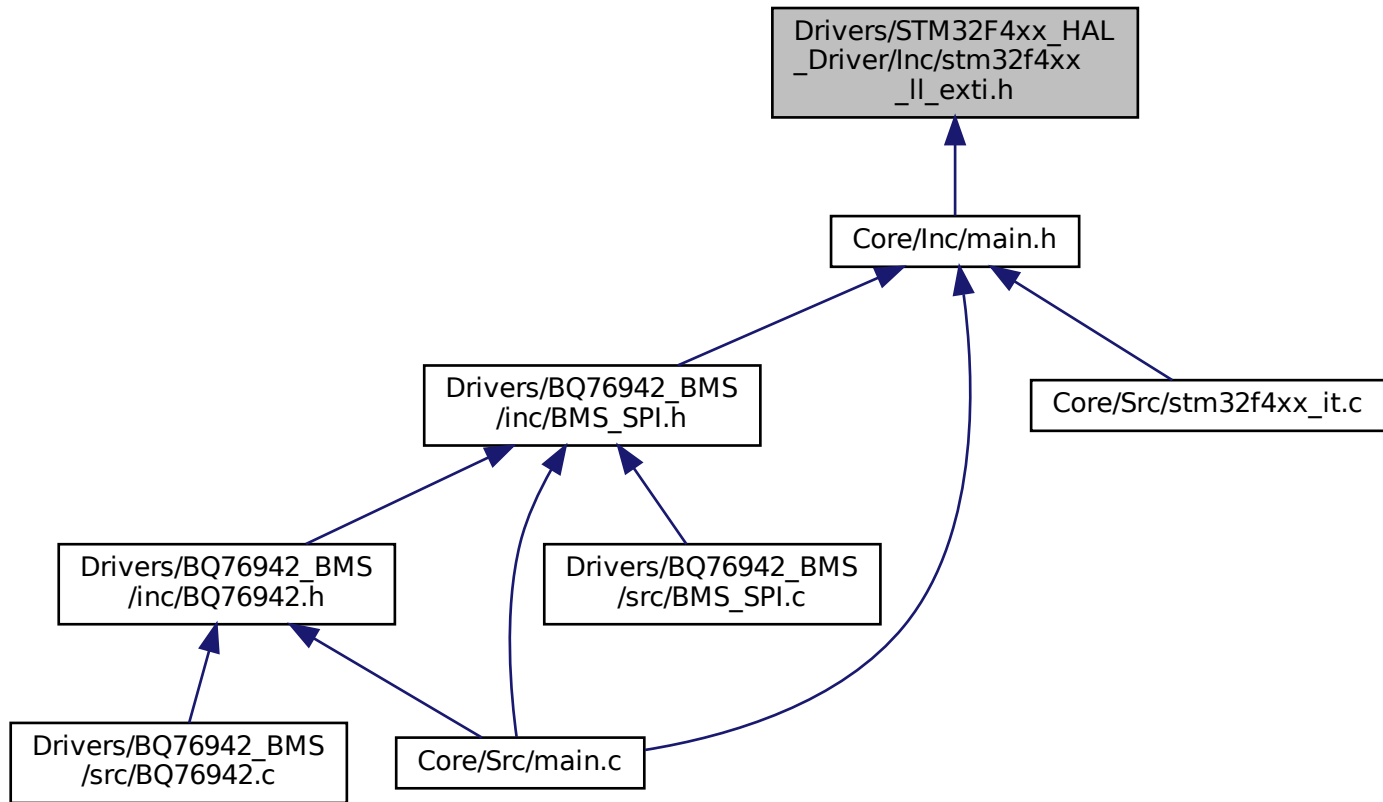 Drivers/STM32F4xx_HAL
_Driver/Inc/stm32f4xx
_ll_exti.h
Core/Inc/main.h
Drivers/BQ76942_BMS
/inc/BMS_SPI.h
Core/Src/stm32f4xx_it.c
Drivers/BQ76942_BMS
/inc/BQ76942.h
Drivers/BQ76942_BMS
/src/BMS_SPI.c
Drivers/BQ76942_BMS
/src/BQ76942.c
Core/Src/main.c